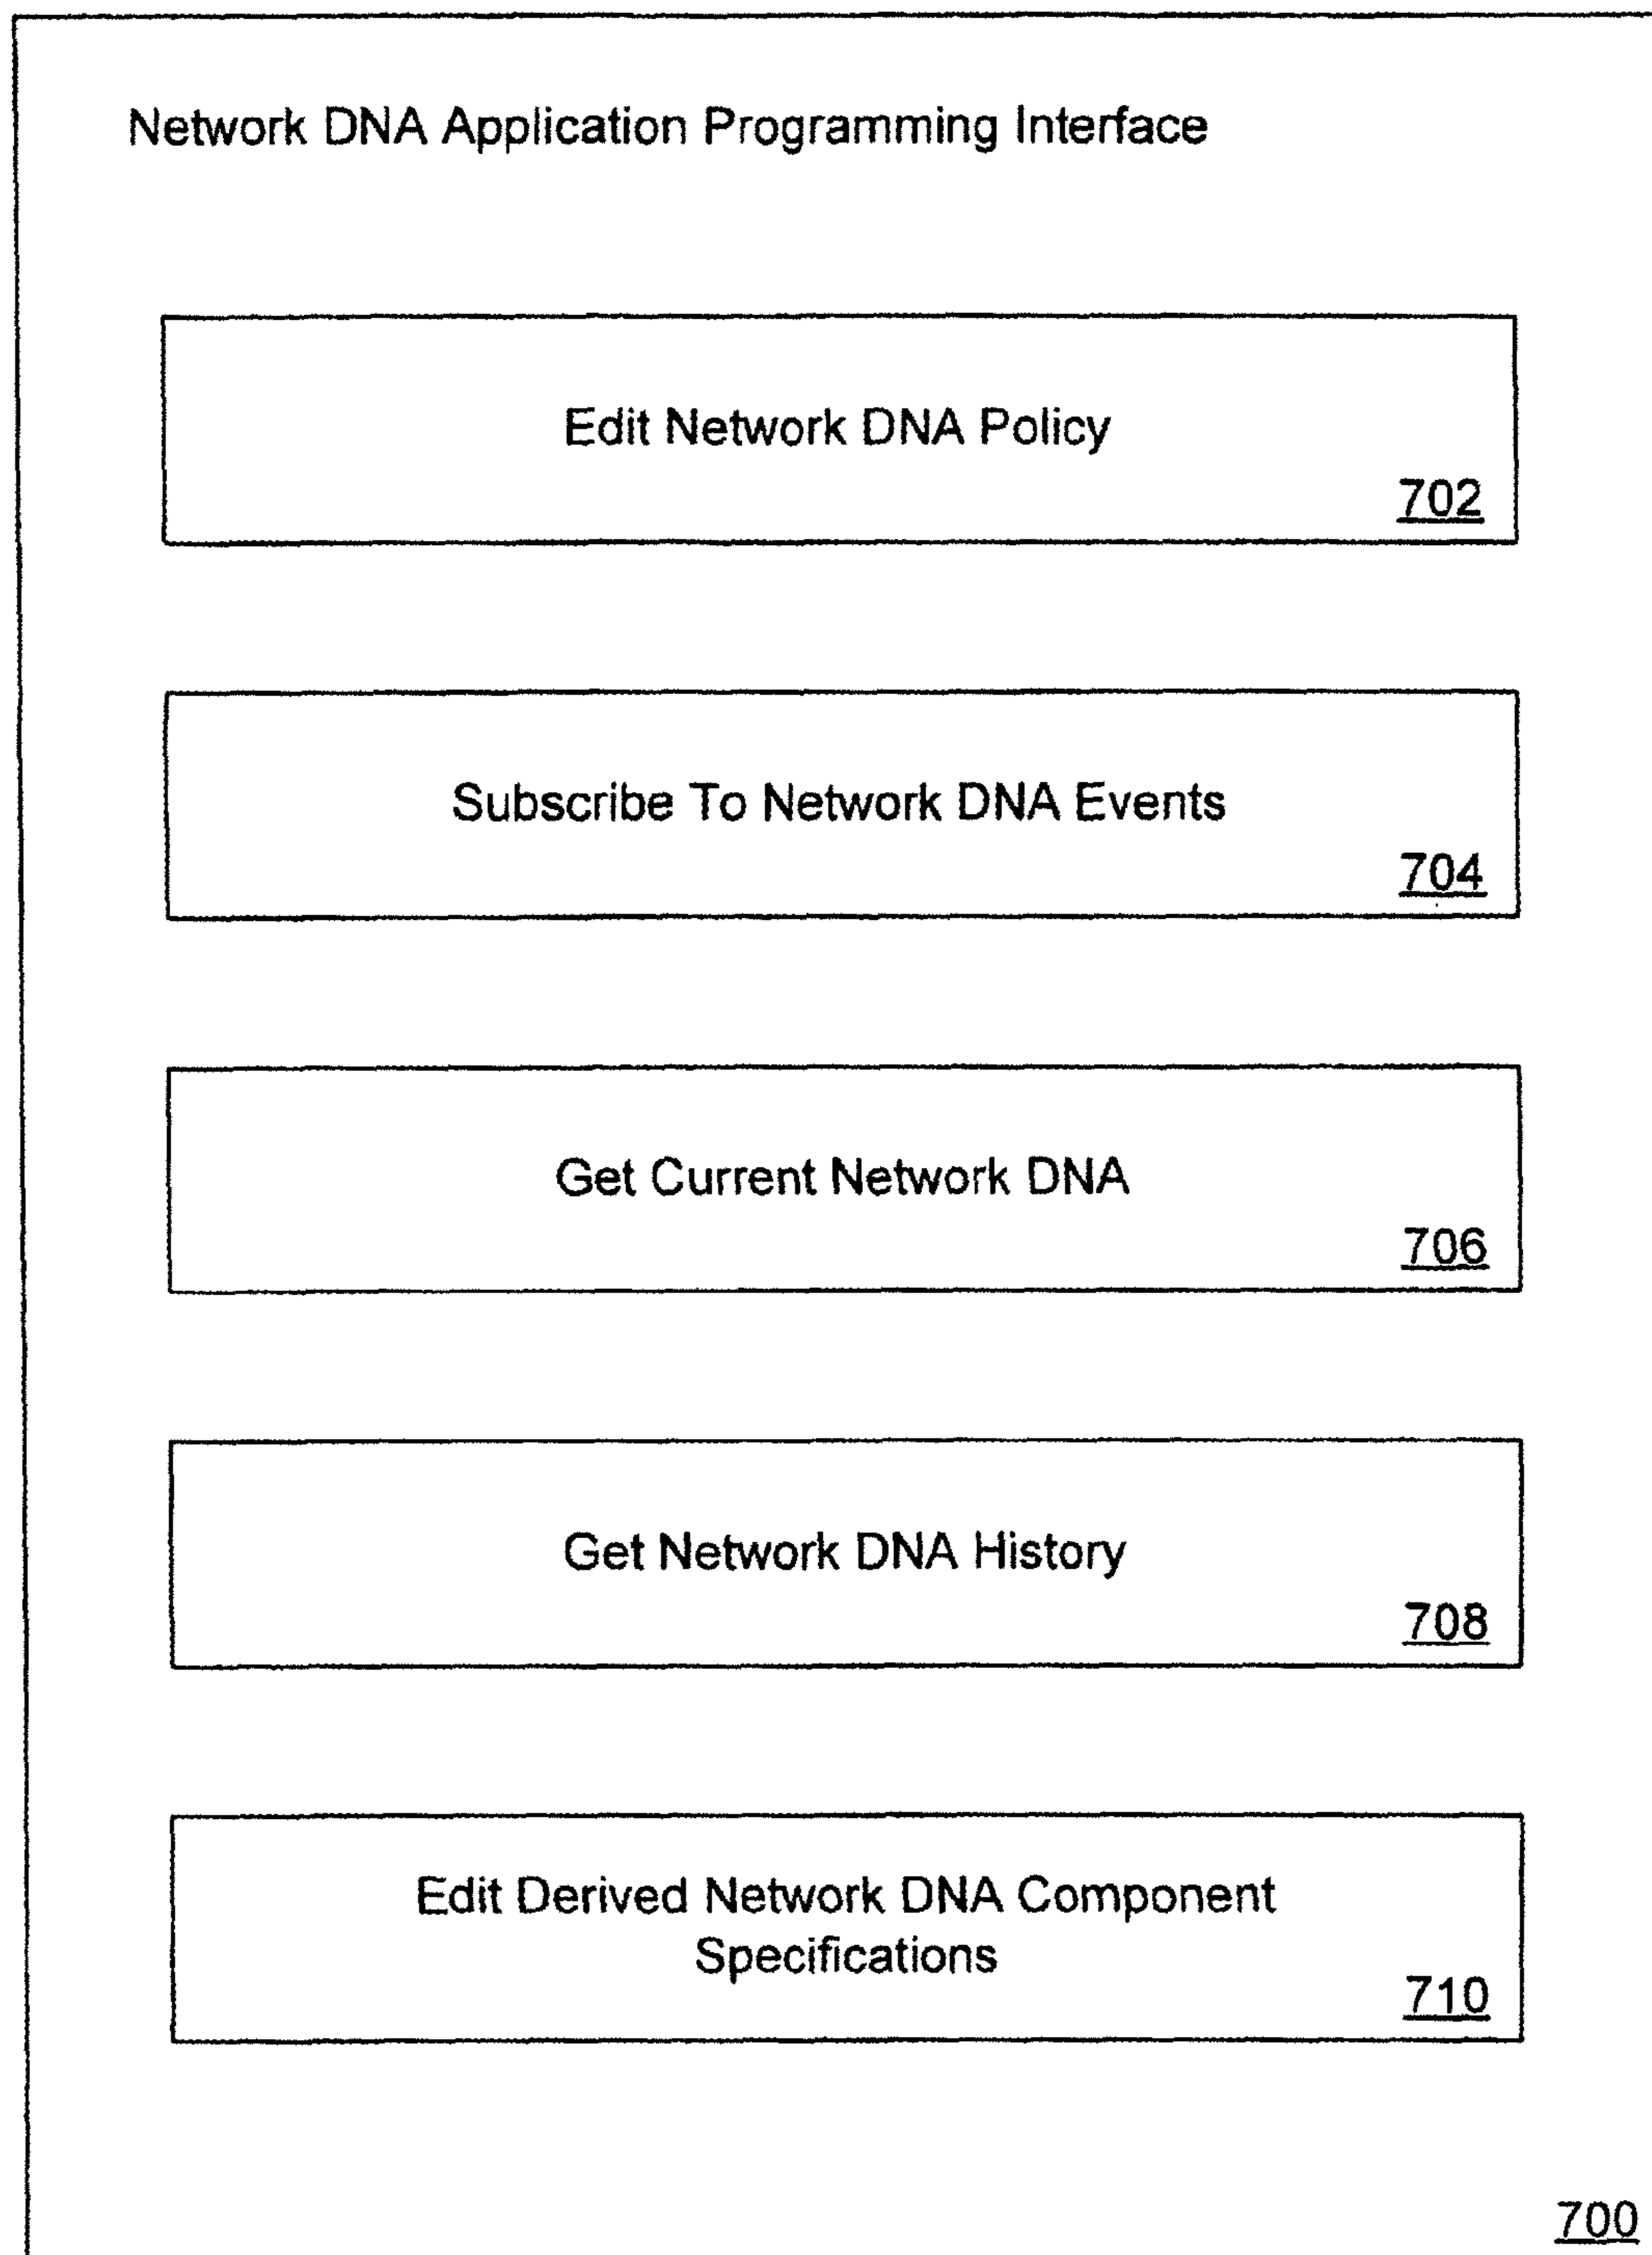 Network DNA Application Programming Interface
Edit Network DNA Policy
702
Subscribe To Network DNA Events
704
Get Current Network DNA
706
Get Network DNA History
708
Edit Derived Network DNA Component
Specifications
710
700